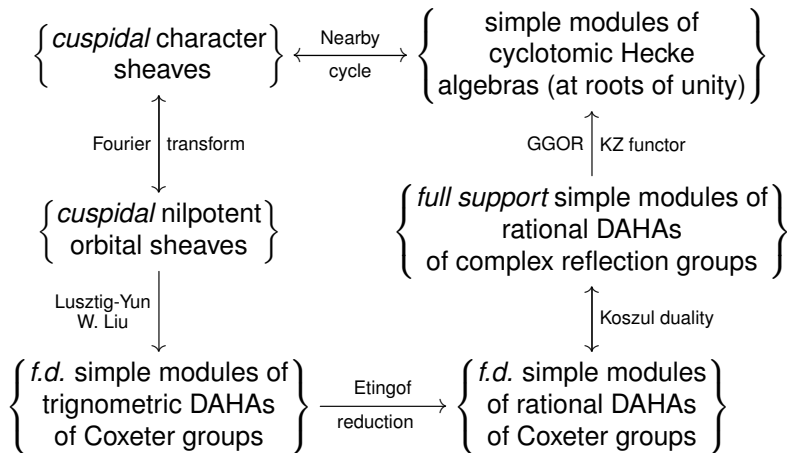 cuspidal character
sheaves
Nearby
cycle
simple modules of
cyclotomic Hecke
algebras (at roots of unity)
Fourier transform
GGOR KZ functor
cuspidal nilpotent
orbital sheaves
full support simple modules of
rational DAHAs
of complex reflection groups
Lusztig-Yun
W. Liu
Koszul duality
f.d. simple modules of
trignometric DAHAs
of Coxeter groups
Etingof
reduction
f.d. simple modules
of rational DAHAs
of Coxeter groups